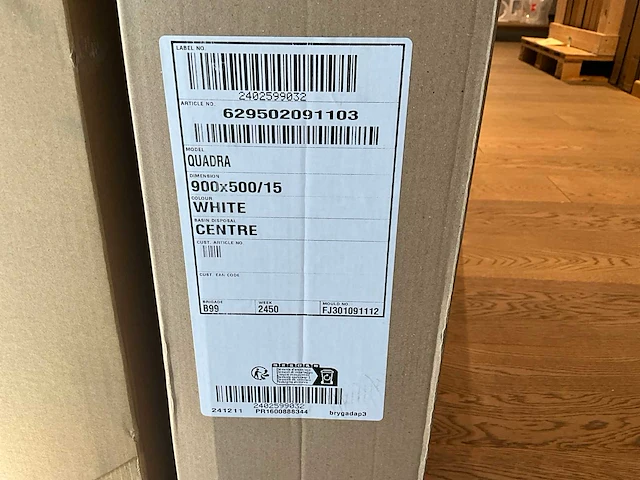 LABEL NO.
2402599032
ARTICLE NO.
629502091103
MODEL
QUADRA
DIMENSION
900x500/15
COLOUR
WHITE
BASIN DISPOSAL
CENTRE
CUST. ARTICLE NO
CUST. EAN CODE
BRIGADE WEEK MOULD NO.
B99 2450 FJ301091112
2402599032
241211 PR1600888344 brygadap3